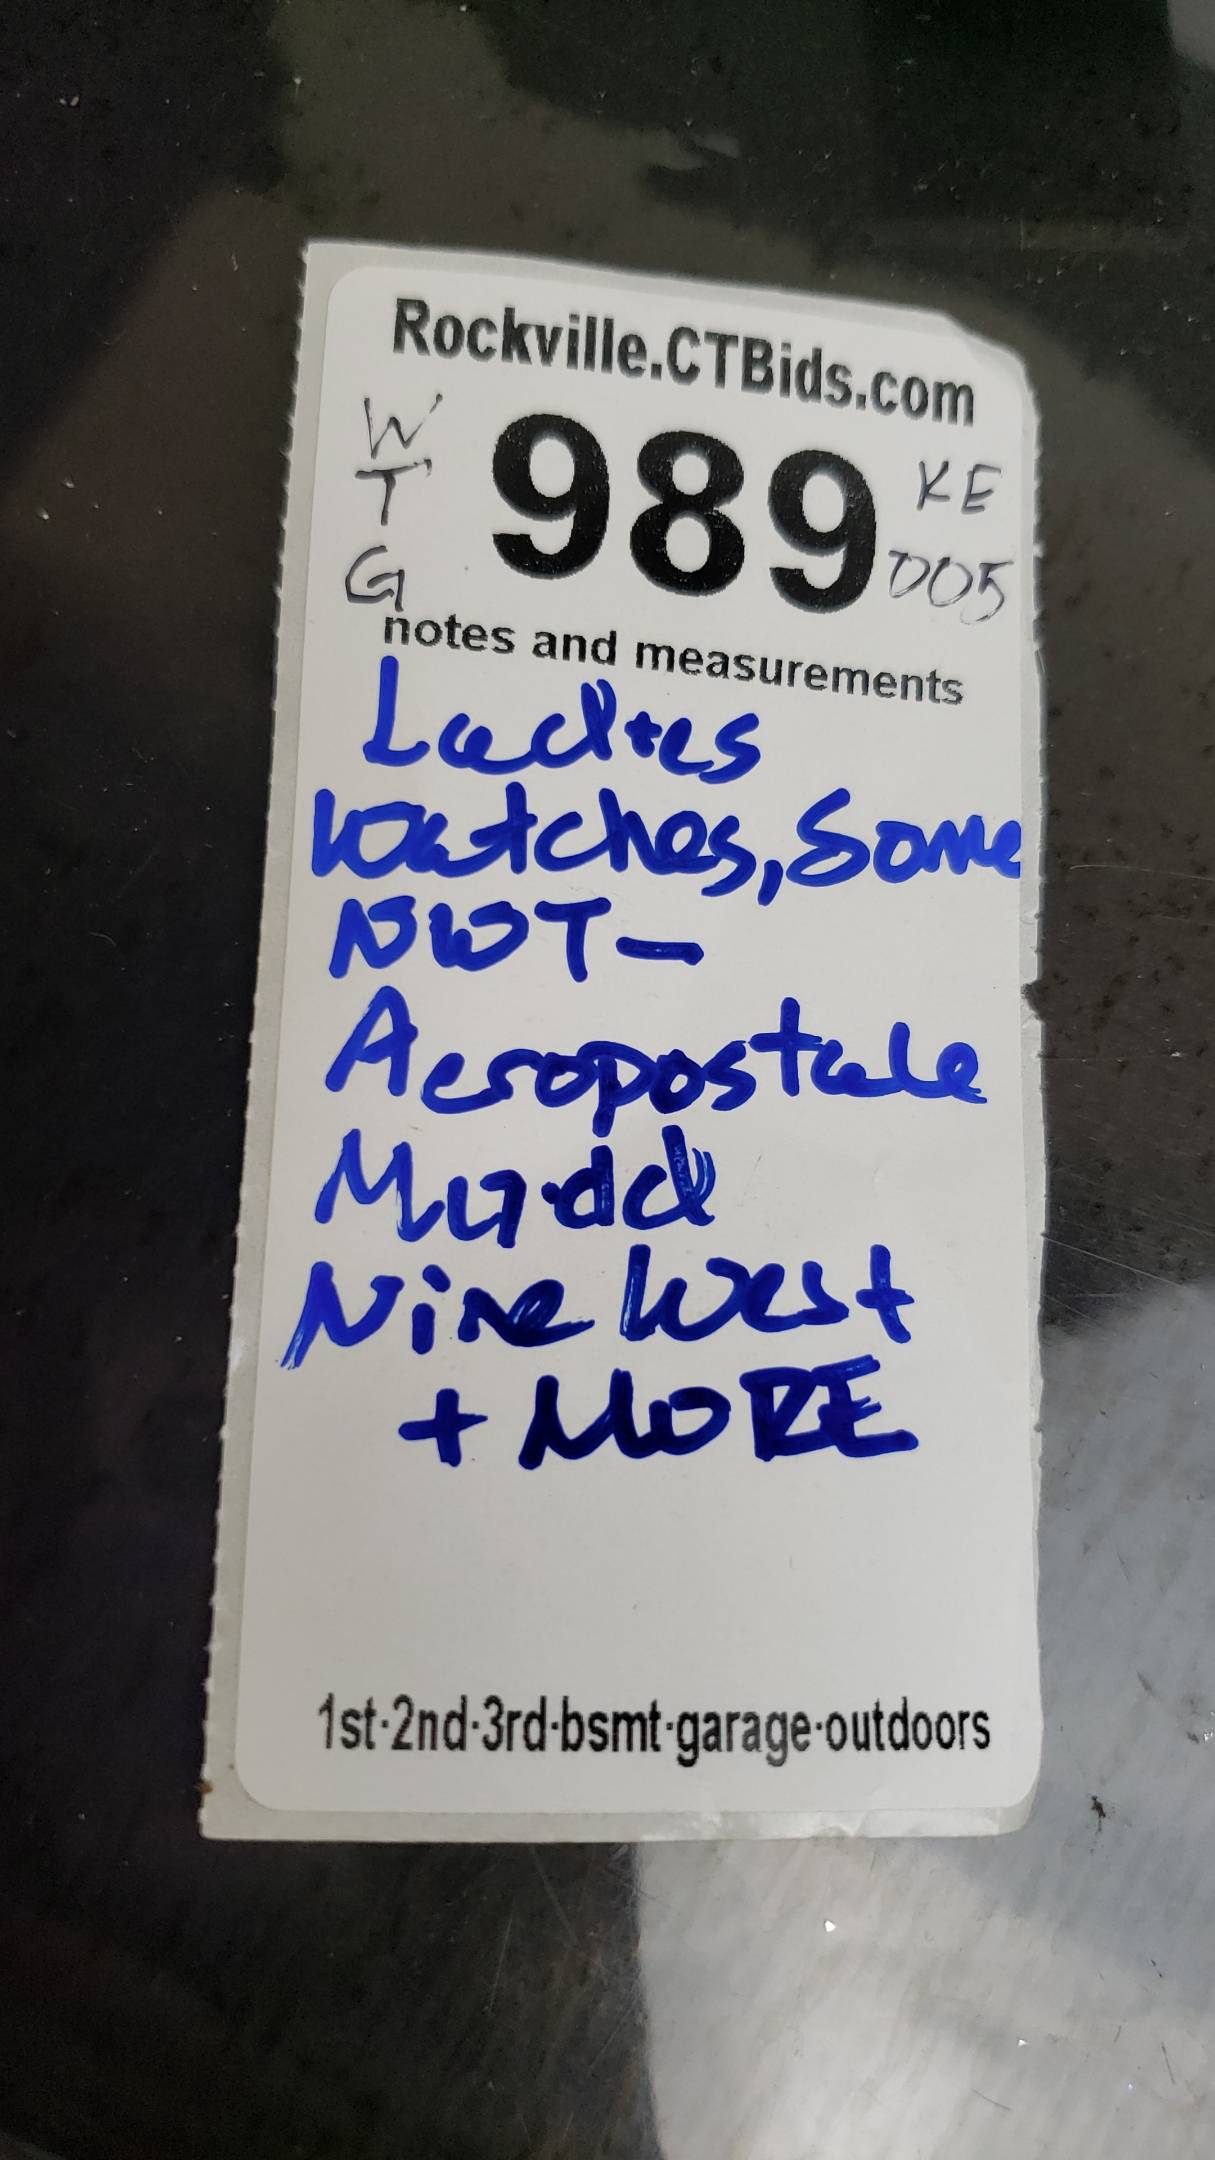 Rockville.CTBids.com
W
T
G
989
KE
005
notes and measurements
Ladies
Watches, Some
NWT-
Aeropostale
Mudd
Nine West
+ MORE
1st·2nd·3rd·bsmt·garage·outdoors